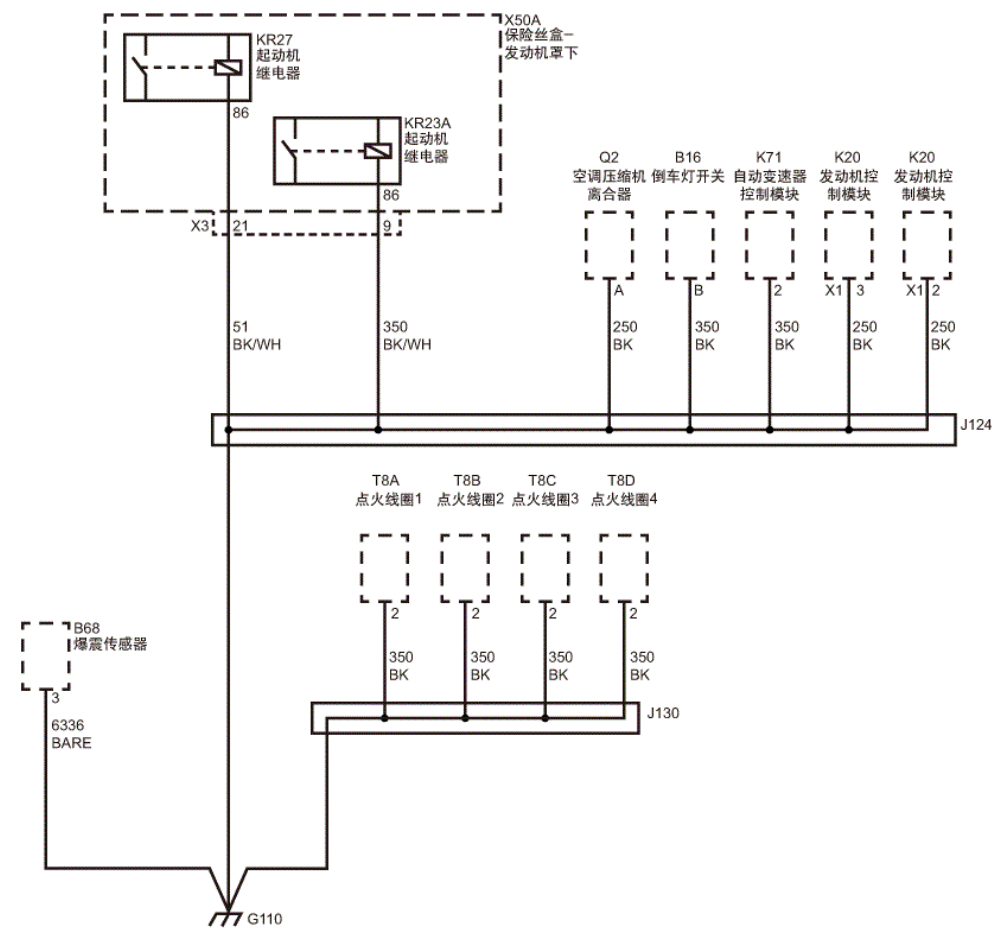 X50A
保险丝盒–
发动机罩下
KR27
起动机
继电器
86
KR23A
起动机
继电器
86
X3
21
9
Q2
空调压缩机
离合器
B16
倒车灯开关
K71
自动变速器
控制模块
K20
发动机控
制模块
K20
发动机控
制模块
A
B
2
X1
3
X1
2
51
BK/WH
350
BK/WH
250
BK
350
BK
350
BK
250
BK
250
BK
J124
T8A
点火线圈1
T8B
点火线圈2
T8C
点火线圈3
T8D
点火线圈4
2
2
2
2
B68
爆震传感器
350
BK
350
BK
350
BK
350
BK
3
6336
BARE
J130
G110